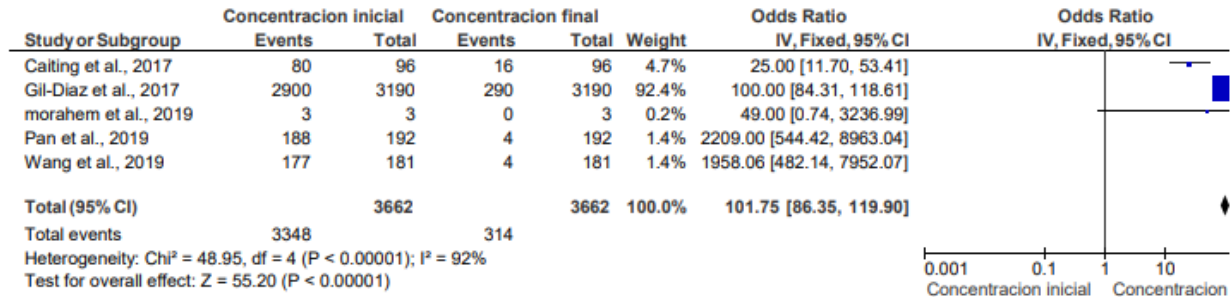 Concentracion inicial Concentracion final Odds Ratio Odds Ratio
Study or Subgroup Events Total Events Total Weight IV, Fixed, 95% CI IV, Fixed, 95% CI
Caiting et al., 2017 80 96 16 96 4.7% 25.00 [11.70, 53.41]
Gil-Diaz et al., 2017 2900 3190 290 3190 92.4% 100.00 [84.31, 118.61]
morahem et al., 2019 3 3 0 3 0.2% 49.00 [0.74, 3236.99]
Pan et al., 2019 188 192 4 192 1.4% 2209.00 [544.42, 8963.04]
Wang et al., 2019 177 181 4 181 1.4% 1958.06 [482.14, 7952.07]
Total (95% CI) 3662 3662 100.0% 101.75 [86.35, 119.90]
Total events 3348 314
Heterogeneity: Chi² = 48.95, df = 4 (P < 0.00001); I² = 92%
Test for overall effect: Z = 55.20 (P < 0.00001)
0.001 0.1 1 10
Concentracion inicial Concentracion